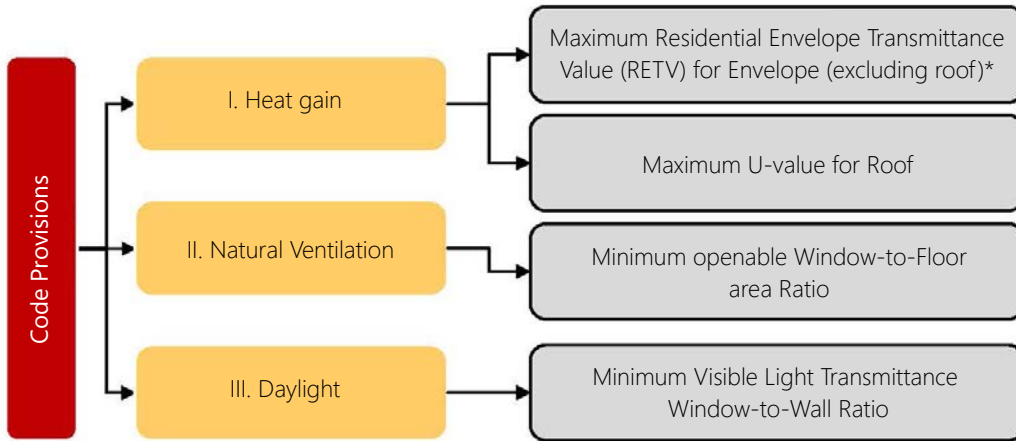 Code Provisions
I. Heat gain
Maximum Residential Envelope Transmittance
Value (RETV) for Envelope (excluding roof)*
Maximum U-value for Roof
II. Natural Ventilation
Minimum openable Window-to-Floor
area Ratio
III. Daylight
Minimum Visible Light Transmittance
Window-to-Wall Ratio